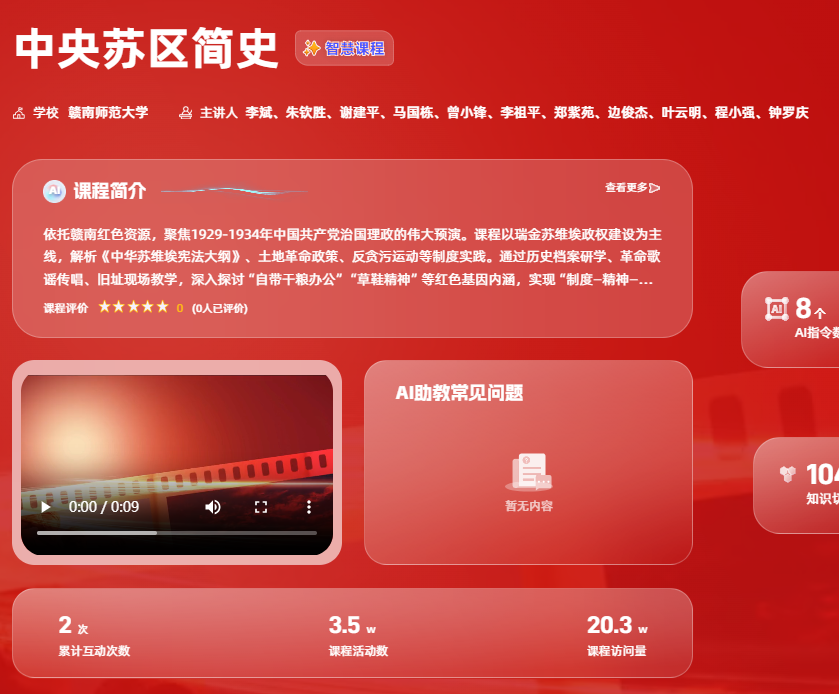 中央苏区简史
智慧课程
学校 赣南师范大学 主讲人 李斌、朱钦胜、谢建平、马国栋、曾小锋、李祖平、郑紫苑、边俊杰、叶云明、程小强、钟罗庆
AI 课程简介
查看更多
依托赣南红色资源，聚焦1929-1934年中国共产党治国理政的伟大预演。课程以瑞金苏维埃政权建设为主
线，解析《中华苏维埃宪法大纲》、土地革命政策、反贪污运动等制度实践。通过历史档案研学、革命歌
谣传唱、旧址现场教学，深入探讨“自带干粮办公”“草鞋精神”等红色基因内涵，实现“制度—精神—...
课程评价 0 (0人已评价)
AI 8个
AI指令数
AI助教常见问题
暂无内容
0:00 / 0:09
104
知识切
2 次
累计互动次数
3.5 w
课程活动数
20.3 w
课程访问量